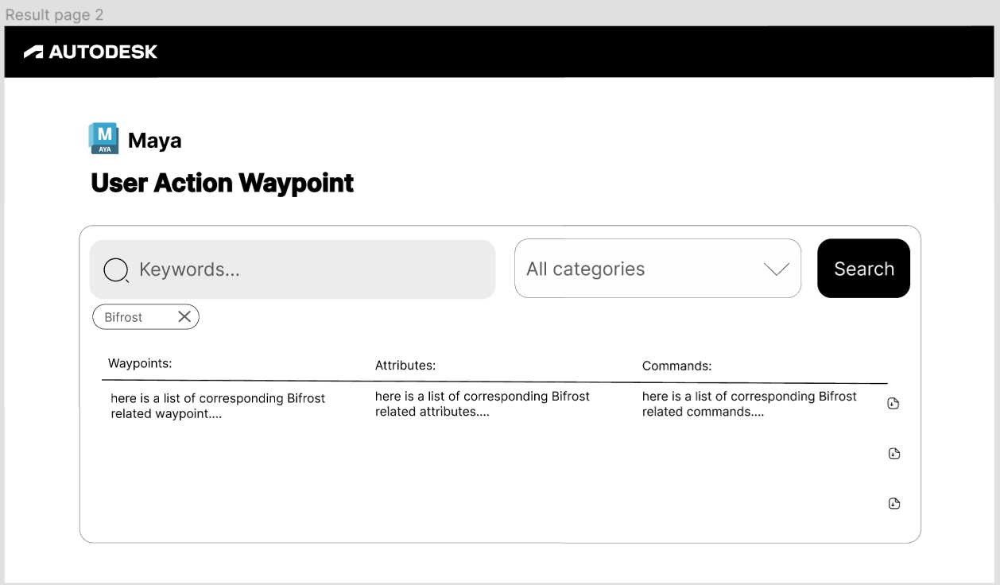 Result page 2
AUTODESK
M
AYA
Maya
User Action Waypoint
Keywords...
All categories
Search
Bifrost
Waypoints:
Attributes:
Commands:
here is a list of corresponding Bifrost
related waypoint....
here is a list of corresponding Bifrost
related attributes....
here is a list of corresponding Bifrost
related commands....